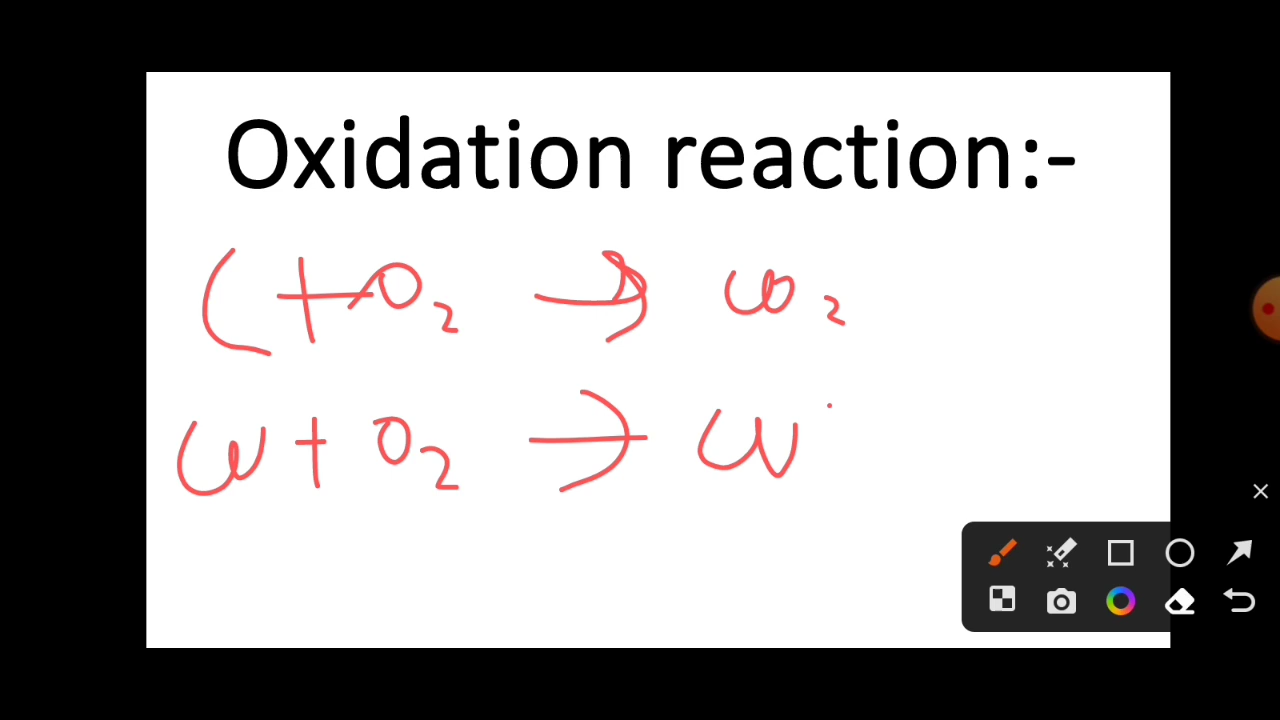 Oxidation reaction:-
C + O2 → CO2
Cu + O2 → Cu